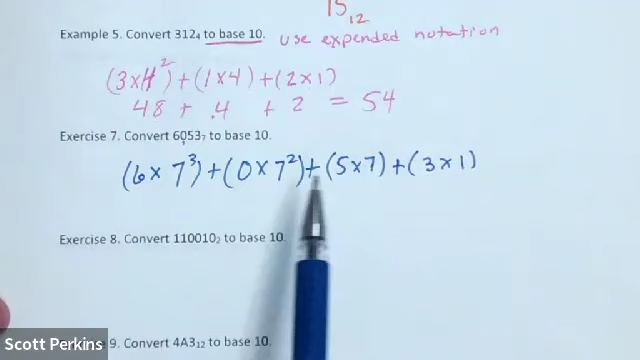 15₁₂
Example 5. Convert 312₄ to base 10. use expended notation
(3×4²)+(1×4)+(2×1)
48 + .4 + 2 = 54
Exercise 7. Convert 6053₇ to base 10.
(6× 7³)+(0×7²)+(5×7)+(3×1)
Exercise 8. Convert 110010₂ to base 10.
9. Convert 4A3₁₂ to base 10.
Scott Perkins